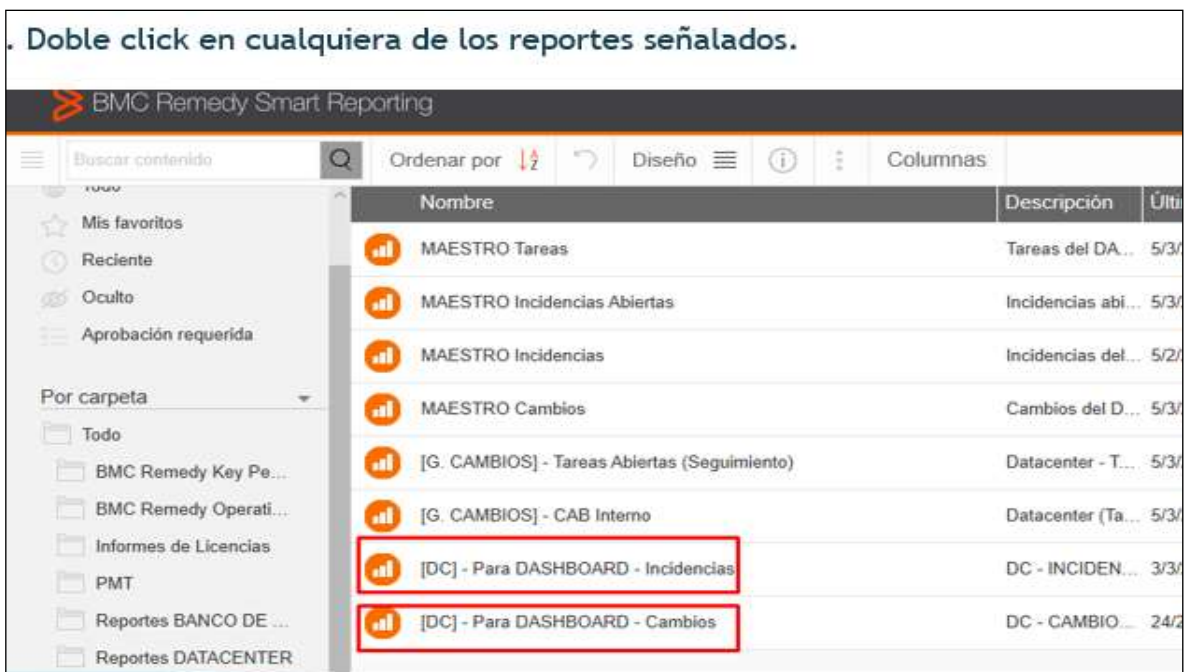 . Doble click en cualquiera de los reportes señalados.
BMC Remedy Smart Reporting
Buscar contenido
Ordenar por
Diseño
Columnas
Todo
Mis favoritos
Reciente
Oculto
Aprobación requerida
Por carpeta
Todo
BMC Remedy Key Pe...
BMC Remedy Operati...
Informes de Licencias
PMT
Reportes BANCO DE ...
Reportes DATACENTER
Nombre Descripción Últi
MAESTRO Tareas Tareas del DA... 5/3/
MAESTRO Incidencias Abiertas Incidencias abi... 5/3/
MAESTRO Incidencias Incidencias del... 5/2/
MAESTRO Cambios Cambios del D... 5/3/
[G. CAMBIOS] - Tareas Abiertas (Seguimiento) Datacenter - T... 5/3/
[G. CAMBIOS] - CAB Interno Datacenter (Ta... 5/3/
[DC] - Para DASHBOARD - Incidencias DC - INCIDEN... 3/3/
[DC] - Para DASHBOARD - Cambios DC - CAMBIO... 24/2